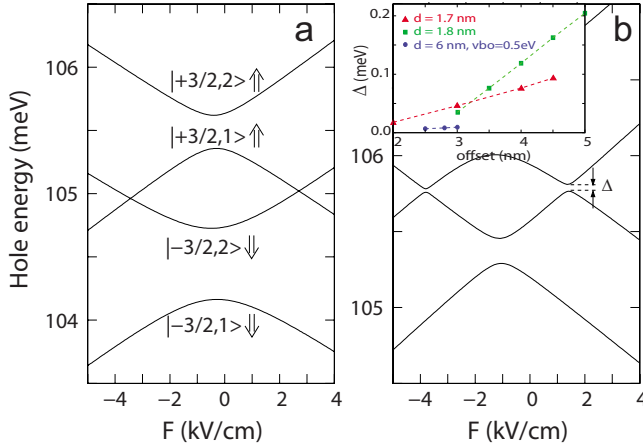 a
Hole energy (meV)
106
105
104
|+3/2,2> ⇑
|+3/2,1> ⇑
|−3/2,2> ⇓
|−3/2,1> ⇓
−4 −2 0 2 4
F (kV/cm)
b
0.2
0.1
0.0
Δ (meV)
d = 1.7 nm
d = 1.8 nm
d = 6 nm, vbo=0.5eV
2 3 4 5
offset (nm)
106
105
Δ
−4 −2 0 2 4
F (kV/cm)